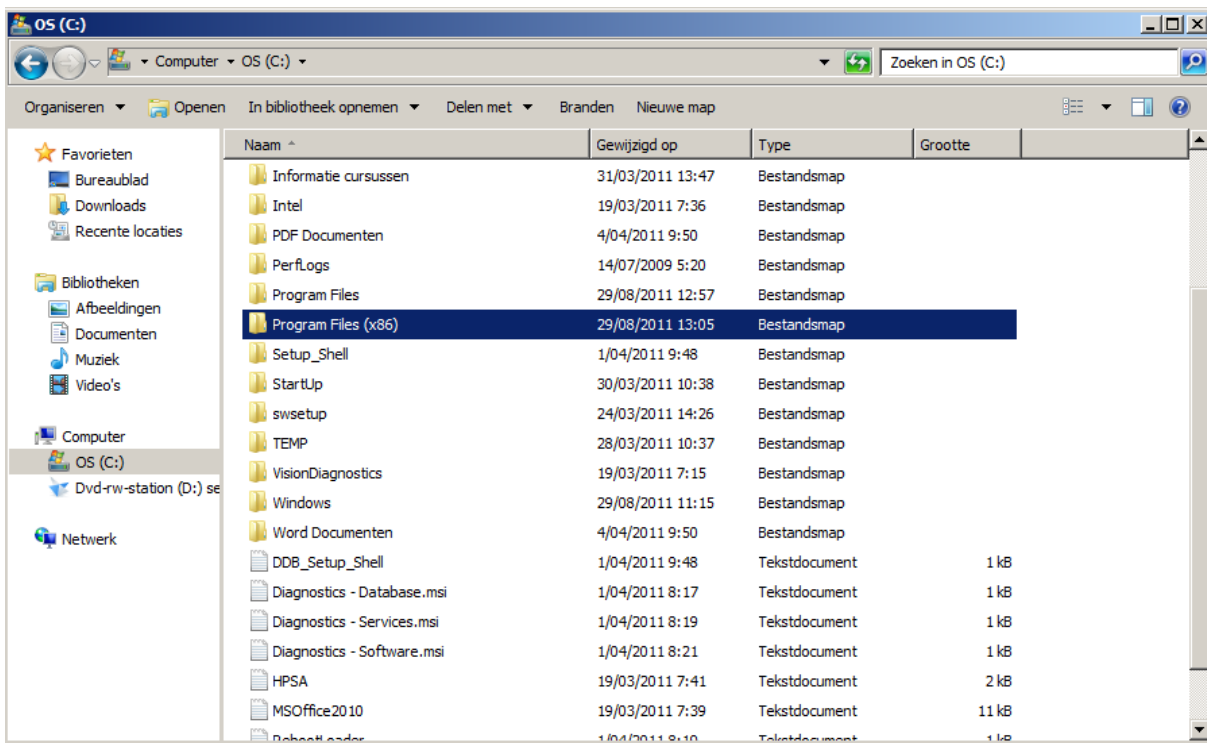 OS (C:)
Computer OS (C:)
Zoeken in OS (C:)
Organiseren Openen In bibliotheek opnemen Delen met Branden Nieuwe map
Favorieten
Bureaublad
Downloads
Recente locaties
Bibliotheken
Afbeeldingen
Documenten
Muziek
Video's
Computer
OS (C:)
Dvd-rw-station (D:) se
Netwerk
Naam Gewijzigd op Type Grootte
Informatie cursussen 31/03/2011 13:47 Bestandsmap
Intel 19/03/2011 7:36 Bestandsmap
PDF Documenten 4/04/2011 9:50 Bestandsmap
PerfLogs 14/07/2009 5:20 Bestandsmap
Program Files 29/08/2011 12:57 Bestandsmap
Program Files (x86) 29/08/2011 13:05 Bestandsmap
Setup_Shell 1/04/2011 9:48 Bestandsmap
StartUp 30/03/2011 10:38 Bestandsmap
swsetup 24/03/2011 14:26 Bestandsmap
TEMP 28/03/2011 10:37 Bestandsmap
VisionDiagnostics 19/03/2011 7:15 Bestandsmap
Windows 29/08/2011 11:15 Bestandsmap
Word Documenten 4/04/2011 9:50 Bestandsmap
DDB_Setup_Shell 1/04/2011 9:48 Tekstdocument 1 kB
Diagnostics - Database.msi 1/04/2011 8:17 Tekstdocument 1 kB
Diagnostics - Services.msi 1/04/2011 8:19 Tekstdocument 1 kB
Diagnostics - Software.msi 1/04/2011 8:21 Tekstdocument 1 kB
HPSA 19/03/2011 7:41 Tekstdocument 2 kB
MSOffice2010 19/03/2011 7:39 Tekstdocument 11 kB
RebootLoader 1/04/2011 8:10 Tekstdocument 1 kB